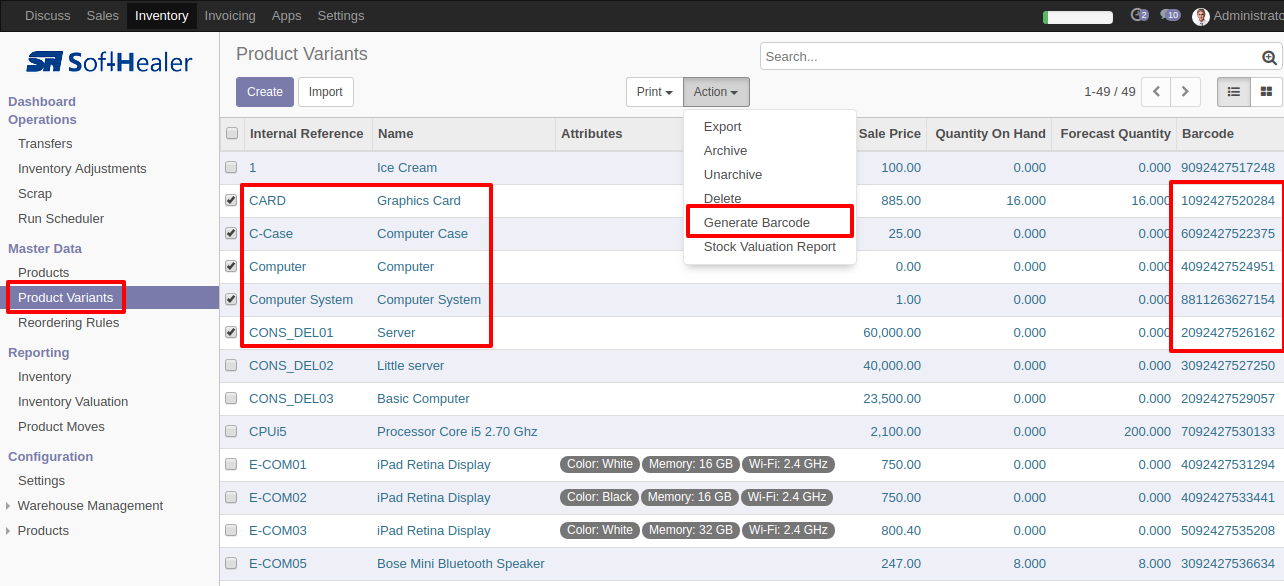 Discuss Sales Inventory Invoicing Apps Settings 2 10 Administrato
SoftHealer
Dashboard
Operations
Transfers
Inventory Adjustments
Scrap
Run Scheduler
Master Data
Products
Product Variants
Reordering Rules
Reporting
Inventory
Inventory Valuation
Product Moves
Configuration
Settings
Warehouse Management
Products
Product Variants
Search...
Create Import
Print Action
1-49 / 49
Export
Archive
Unarchive
Delete
Generate Barcode
Stock Valuation Report
Internal Reference Name Attributes Sale Price Quantity On Hand Forecast Quantity Barcode
1 Ice Cream 100.00 0.000 0.000 9092427517248
CARD Graphics Card 885.00 16.000 16.000 1092427520284
C-Case Computer Case 25.00 0.000 0.000 6092427522375
Computer Computer 0.00 0.000 0.000 4092427524951
Computer System Computer System 1.00 0.000 0.000 8811263627154
CONS_DEL01 Server 60,000.00 0.000 0.000 2092427526162
CONS_DEL02 Little server 40,000.00 0.000 0.000 3092427527250
CONS_DEL03 Basic Computer 23,500.00 0.000 0.000 2092427529057
CPUi5 Processor Core i5 2.70 Ghz 2,100.00 0.000 200.000 7092427530133
E-COM01 iPad Retina Display Color: White Memory: 16 GB Wi-Fi: 2.4 GHz 750.00 0.000 0.000 4092427531294
E-COM02 iPad Retina Display Color: Black Memory: 16 GB Wi-Fi: 2.4 GHz 750.00 0.000 0.000 4092427533441
E-COM03 iPad Retina Display Color: White Memory: 32 GB Wi-Fi: 2.4 GHz 800.40 0.000 0.000 5092427535208
E-COM05 Bose Mini Bluetooth Speaker 247.00 8.000 8.000 3092427536634